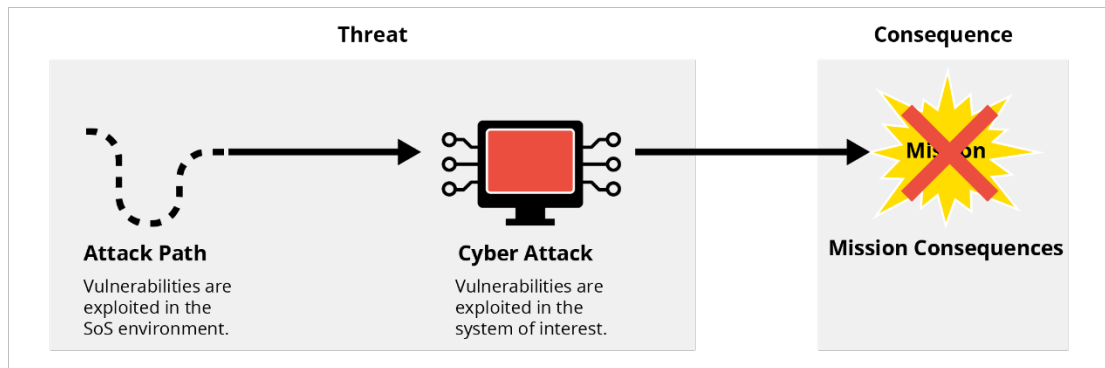 Threat
Consequence
Mission
Attack Path
Vulnerabilities are
exploited in the
SoS environment.
Cyber Attack
Vulnerabilities are
exploited in the
system of interest.
Mission Consequences